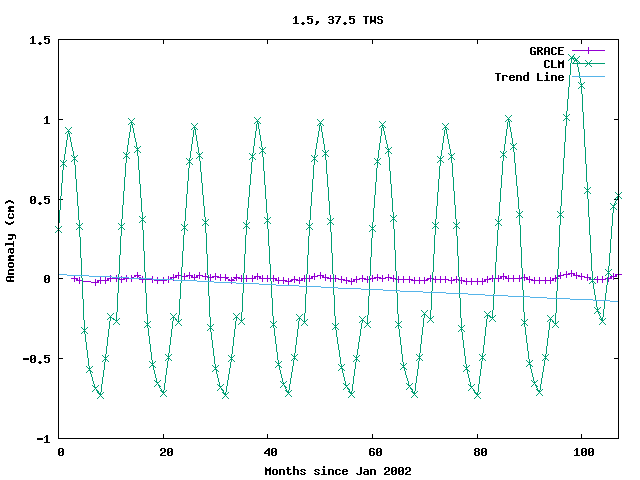 1.5, 37.5 TWS
GRACE
CLM
Trend Line
1.5
1
0.5
0
-0.5
-1
Anomaly (cm)
0 20 40 60 80 100
Months since Jan 2002